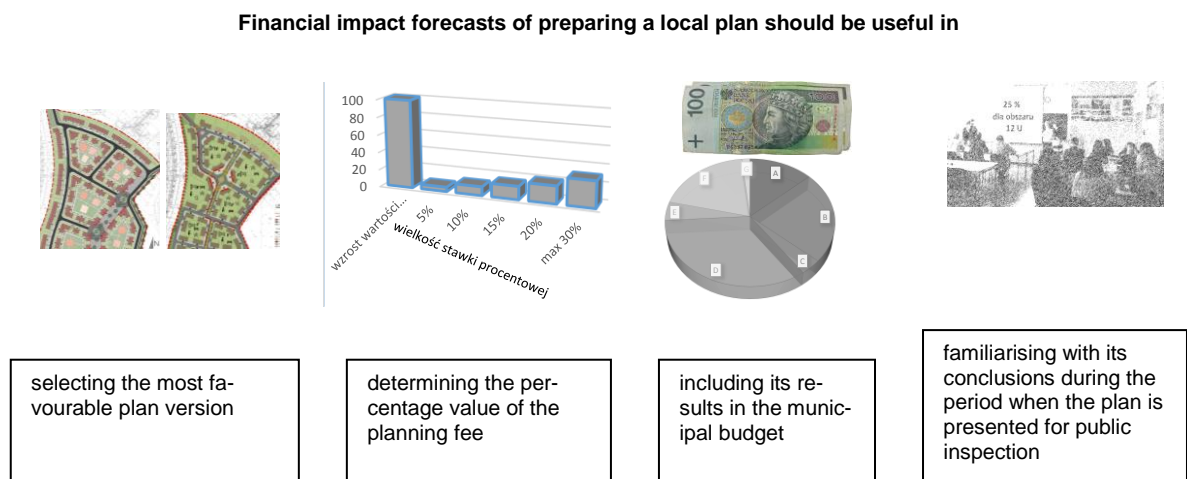 Financial impact forecasts of preparing a local plan should be useful in
100
80
60
40
20
0
wzrost wartości...
5%
10%
15%
20%
max 30%
wielkość stawki procentowej
100
A
B
C
D
E
F
G
25 %
dla obszaru
12 U
N
selecting the most fa-
vourable plan version
determining the per-
centage value of the
planning fee
including its re-
sults in the munic-
ipal budget
familiarising with its
conclusions during the
period when the plan is
presented for public
inspection